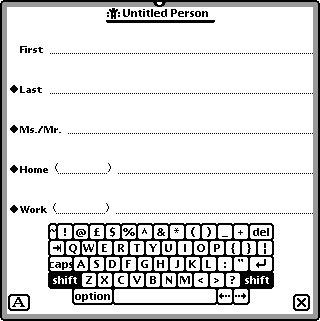 Untitled Person
First
Last
Ms./Mr.
Home ( )
Work ( )
~ ! @ £ $ % ^ & * ( ) _ + del
Q W E R T Y U I O P { } ¦
caps A S D F G H J K L : "
shift Z X C V B N M < > ? shift
option
A